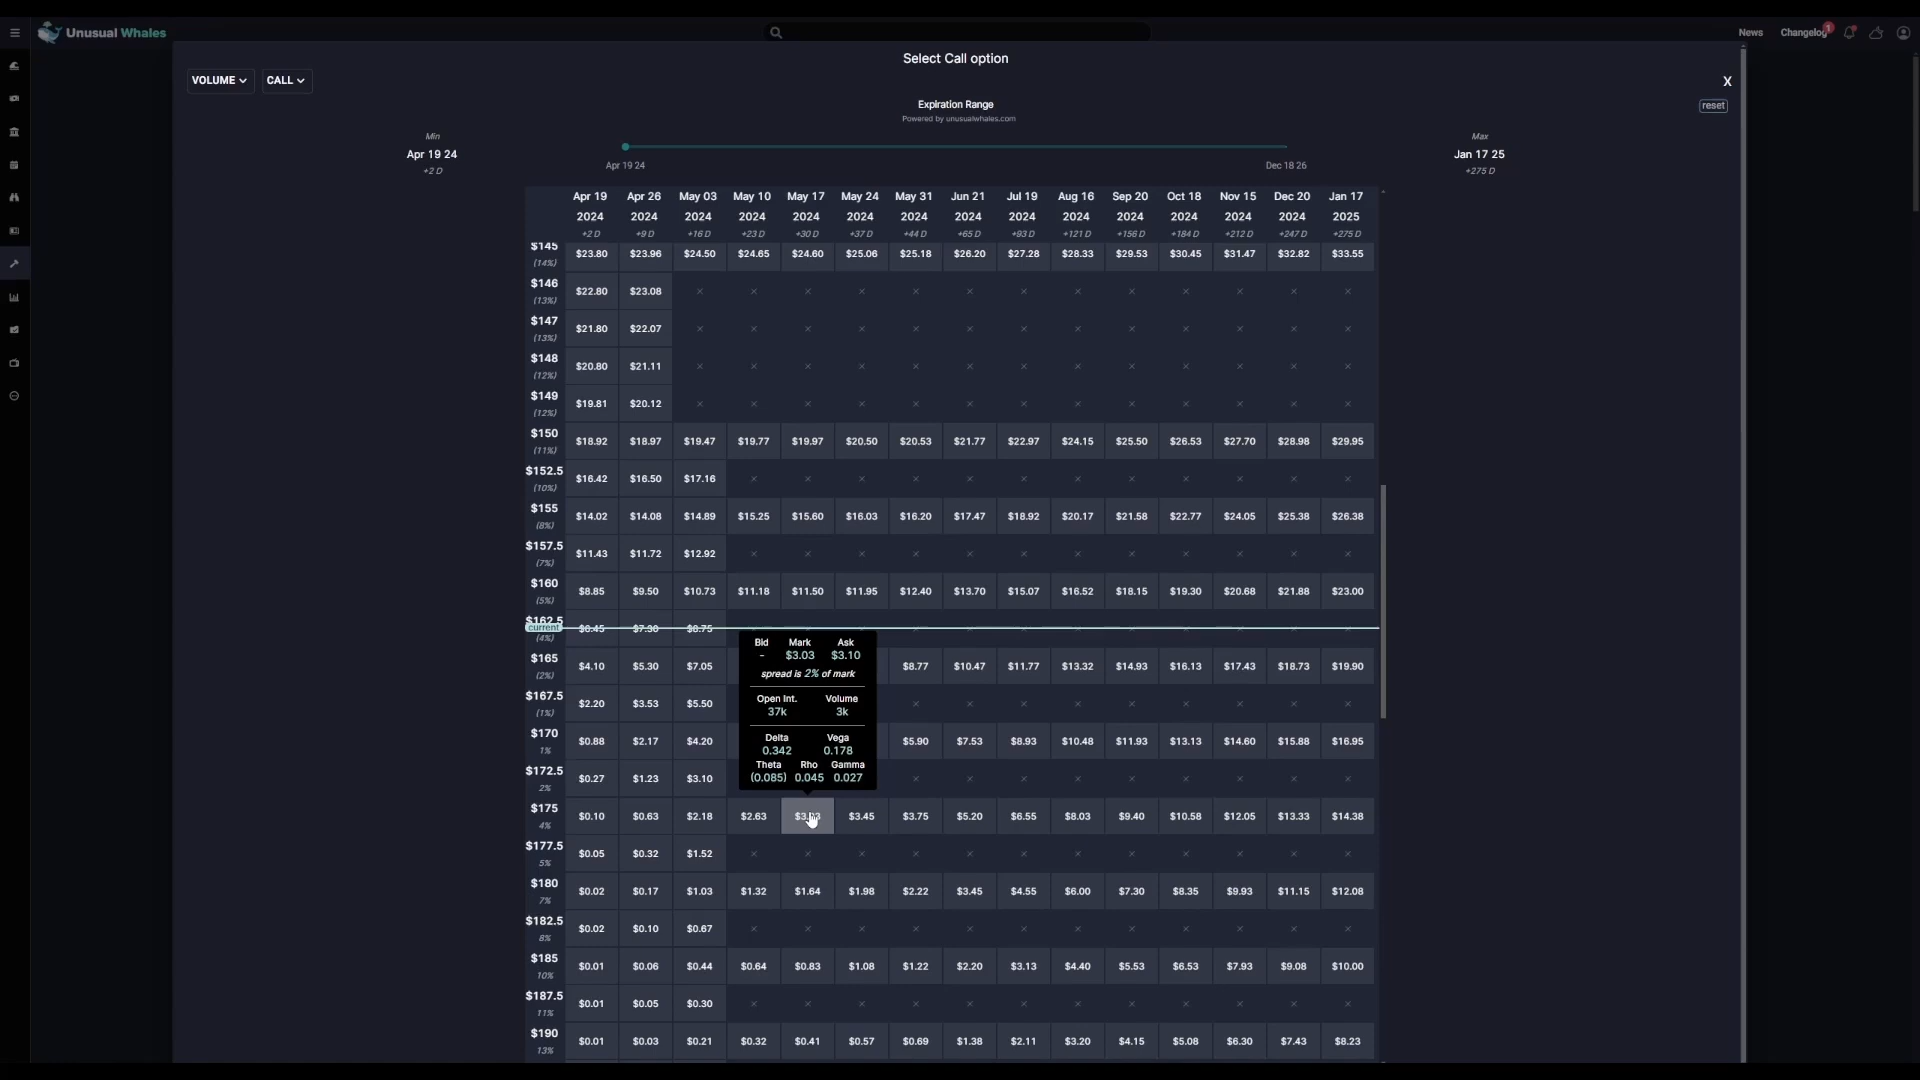 Unusual Whales
News
Changelog
1
Select Call option
VOLUME
CALL
X
Expiration Range
Powered by unusualwhales.com
reset
Min
Apr 19 24
+2 D
Apr 19 24
Dec 18 26
Max
Jan 17 25
+275 D
Apr 19 Apr 26 May 03 May 10 May 17 May 24 May 31 Jun 21 Jul 19 Aug 16 Sep 20 Oct 18 Nov 15 Dec 20 Jan 17
2024 2024 2024 2024 2024 2024 2024 2024 2024 2024 2024 2024 2024 2024 2025
+2 D +9 D +16 D +23 D +30 D +37 D +44 D +65 D +93 D +121 D +156 D +184 D +212 D +247 D +275 D
$145 $23.80 $23.96 $24.50 $24.65 $24.60 $25.06 $25.18 $26.20 $27.28 $28.33 $29.53 $30.45 $31.47 $32.82 $33.55
(14%)
$146 $22.80 $23.08 × × × × × × × × × × × × ×
(13%)
$147 $21.80 $22.07 × × × × × × × × × × × × ×
(13%)
$148 $20.80 $21.11 × × × × × × × × × × × × ×
(12%)
$149 $19.81 $20.12 × × × × × × × × × × × × ×
(12%)
$150 $18.92 $18.97 $19.47 $19.77 $19.97 $20.50 $20.53 $21.77 $22.97 $24.15 $25.50 $26.53 $27.70 $28.98 $29.95
(11%)
$152.5 $16.42 $16.50 $17.16 × × × × × × × × × × × ×
(10%)
$155 $14.02 $14.08 $14.89 $15.25 $15.60 $16.03 $16.20 $17.47 $18.92 $20.17 $21.58 $22.77 $24.05 $25.38 $26.38
(8%)
$157.5 $11.43 $11.72 $12.92 × × × × × × × × × × × ×
(7%)
$160 $8.85 $9.50 $10.73 $11.18 $11.50 $11.95 $12.40 $13.70 $15.07 $16.52 $18.15 $19.30 $20.68 $21.88 $23.00
(5%)
$162.5 $6.45 $7.30 $8.75
current
(4%)
Bid Mark Ask
- $3.03 $3.10
spread is 2% of mark
Open Int. Volume
37k 3k
Delta Vega
0.342 0.178
Theta Rho Gamma
(0.085) 0.045 0.027
$165 $4.10 $5.30 $7.05 $8.77 $10.47 $11.77 $13.32 $14.93 $16.13 $17.43 $18.73 $19.90
(2%)
$167.5 $2.20 $3.53 $5.50 × × × × × × × × ×
(1%)
$170 $0.88 $2.17 $4.20 $5.90 $7.53 $8.93 $10.48 $11.93 $13.13 $14.60 $15.88 $16.95
1%
$172.5 $0.27 $1.23 $3.10 × × × × × × × × ×
2%
$175 $0.10 $0.63 $2.18 $2.63 $3.45 $3.75 $5.20 $6.55 $8.03 $9.40 $10.58 $12.05 $13.33 $14.38
4%
$177.5 $0.05 $0.32 $1.52 × × × × × × × × × × × ×
5%
$180 $0.02 $0.17 $1.03 $1.32 $1.64 $1.98 $2.22 $3.45 $4.55 $6.00 $7.30 $8.35 $9.93 $11.15 $12.08
7%
$182.5 $0.02 $0.10 $0.67 × × × × × × × × × × × ×
8%
$185 $0.01 $0.06 $0.44 $0.64 $0.83 $1.08 $1.22 $2.20 $3.13 $4.40 $5.53 $6.53 $7.93 $9.08 $10.00
10%
$187.5 $0.01 $0.05 $0.30 × × × × × × × × × × × ×
11%
$190 $0.01 $0.03 $0.21 $0.32 $0.41 $0.57 $0.69 $1.38 $2.11 $3.20 $4.15 $5.08 $6.30 $7.43 $8.23
13%